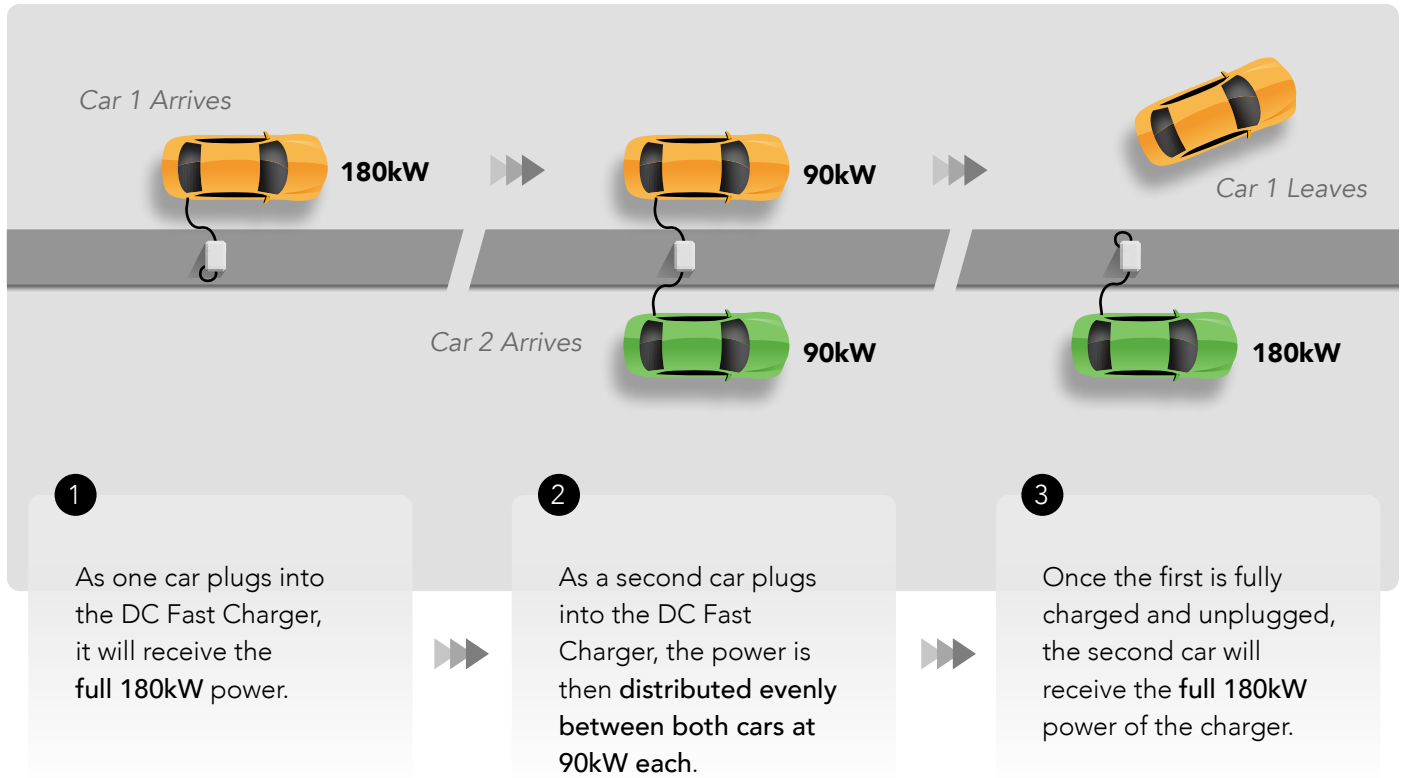 Car 1 Arrives
180kW
90kW
Car 1 Leaves
Car 2 Arrives
90kW
180kW
1
As one car plugs into
the DC Fast Charger,
it will receive the
full 180kW power.
2
As a second car plugs
into the DC Fast
Charger, the power is
then distributed evenly
between both cars at
90kW each.
3
Once the first is fully
charged and unplugged,
the second car will
receive the full 180kW
power of the charger.